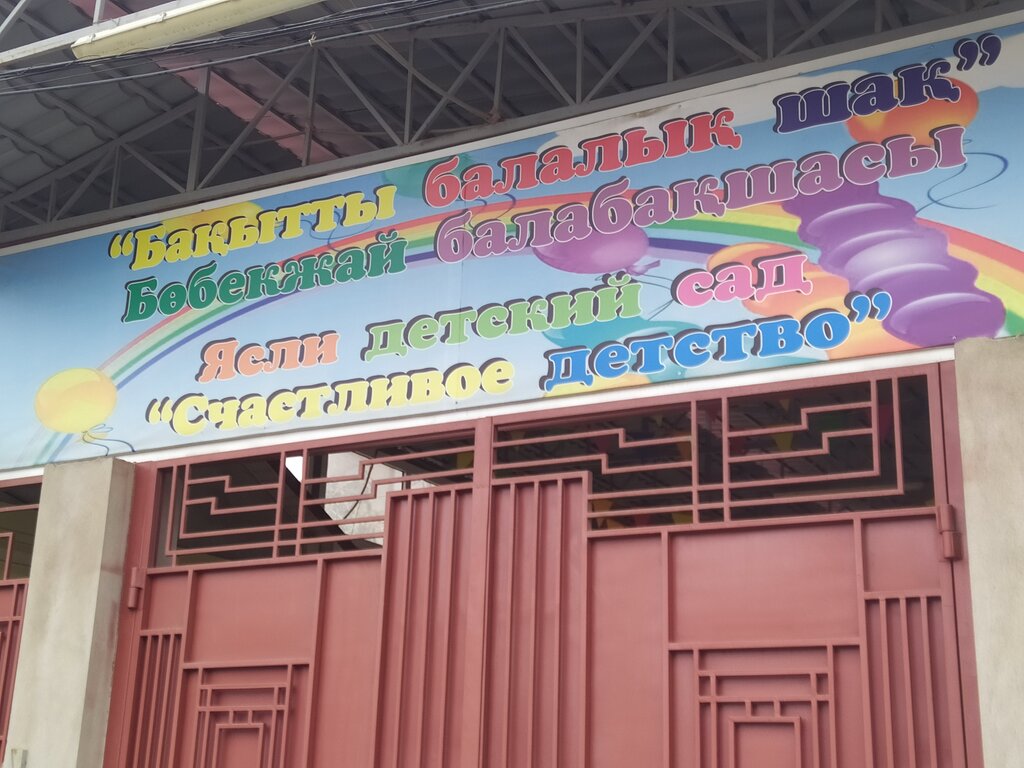 “Бақытты балалық шақ”
Бөбекжай балабақшасы
Ясли детский сад
“Счастливое детство”